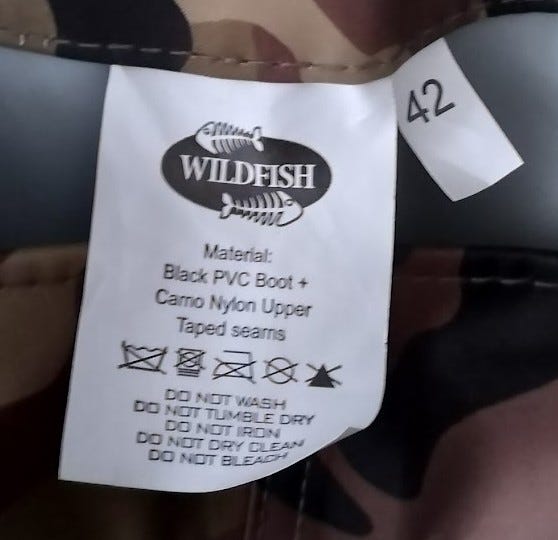 42
WILDFISH
Material:
Black PVC Boot +
Camo Nylon Upper
Taped seams
DO NOT WASH
DO NOT TUMBLE DRY
DO NOT IRON
DO NOT DRY CLEAN
DO NOT BLEACH